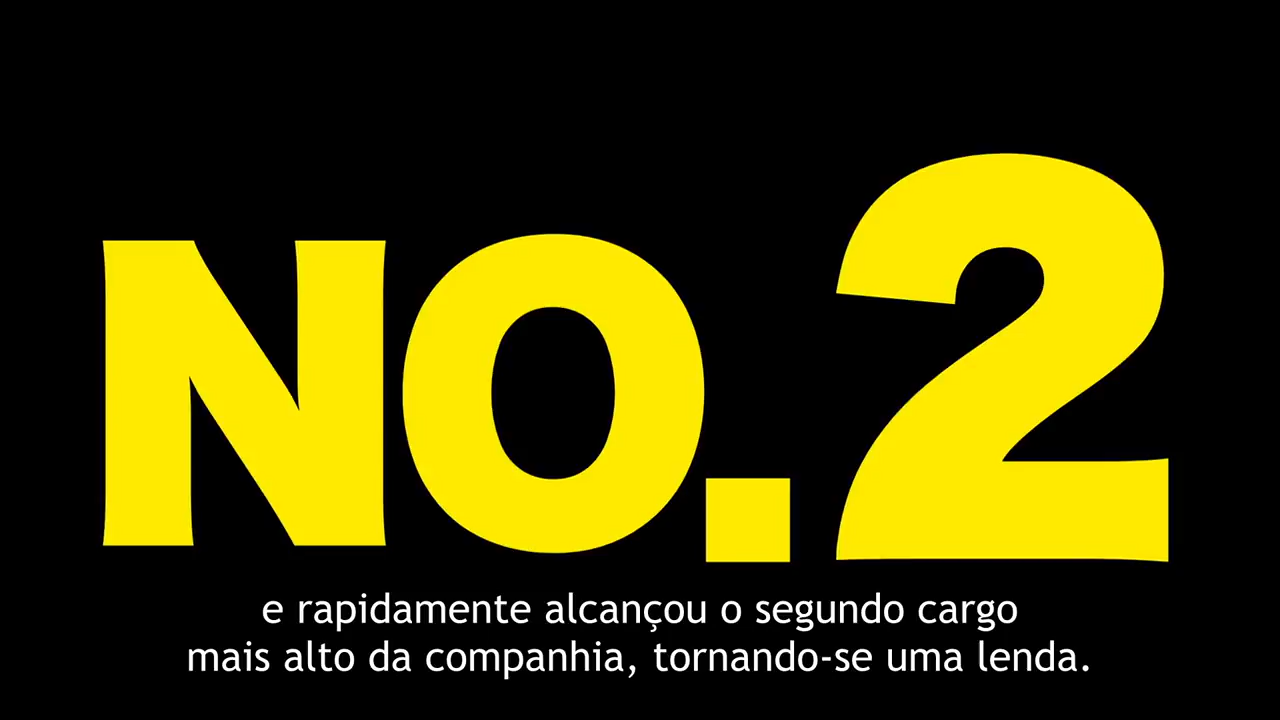 NO.2
e rapidamente alcançou o segundo cargo
mais alto da companhia, tornando-se uma lenda.